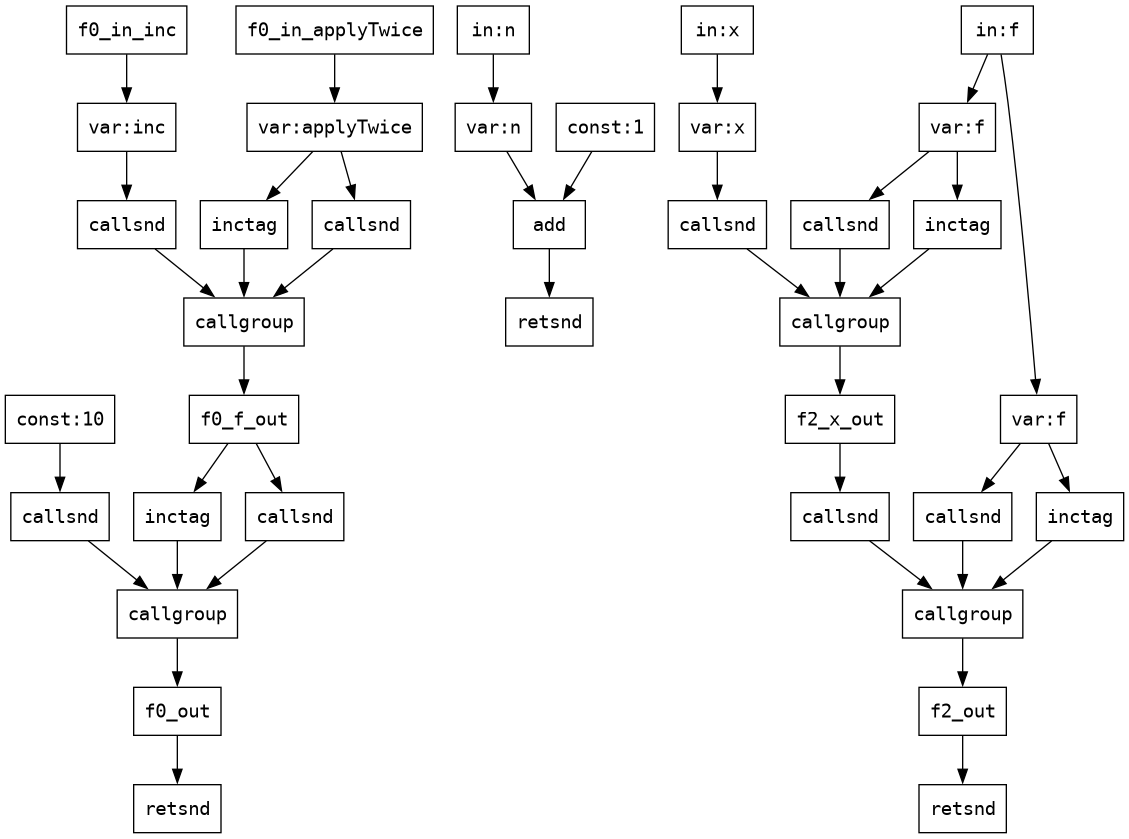 f0_in_inc
f0_in_applyTwice
in:n
in:x
in:f
var:inc
var:applyTwice
var:n
const:1
var:x
var:f
callsnd
inctag
callsnd
add
callsnd
callsnd
inctag
callgroup
retsnd
callgroup
const:10
f0_f_out
f2_x_out
var:f
callsnd
inctag
callsnd
callsnd
callsnd
inctag
callgroup
callgroup
f0_out
f2_out
retsnd
retsnd